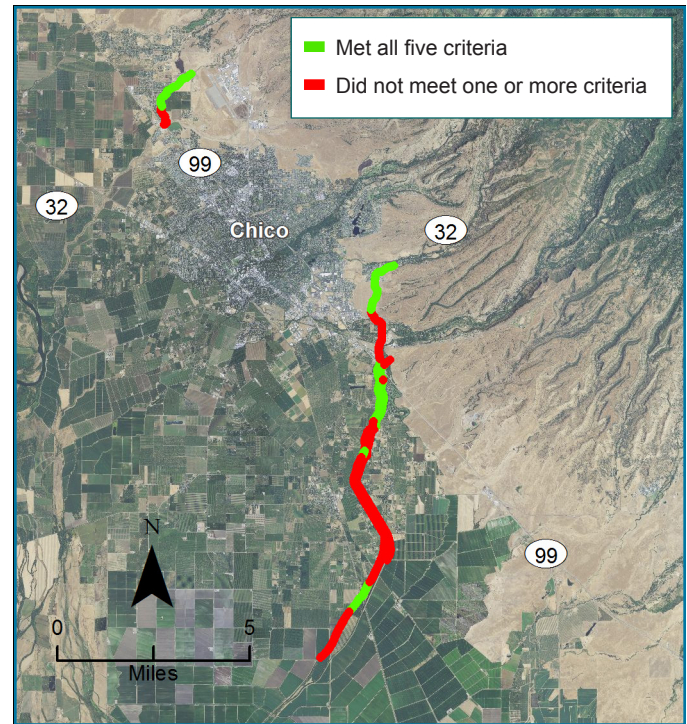 Met all five criteria
Did not meet one or more criteria
99
32
Chico
32
99
N
0 5
Miles